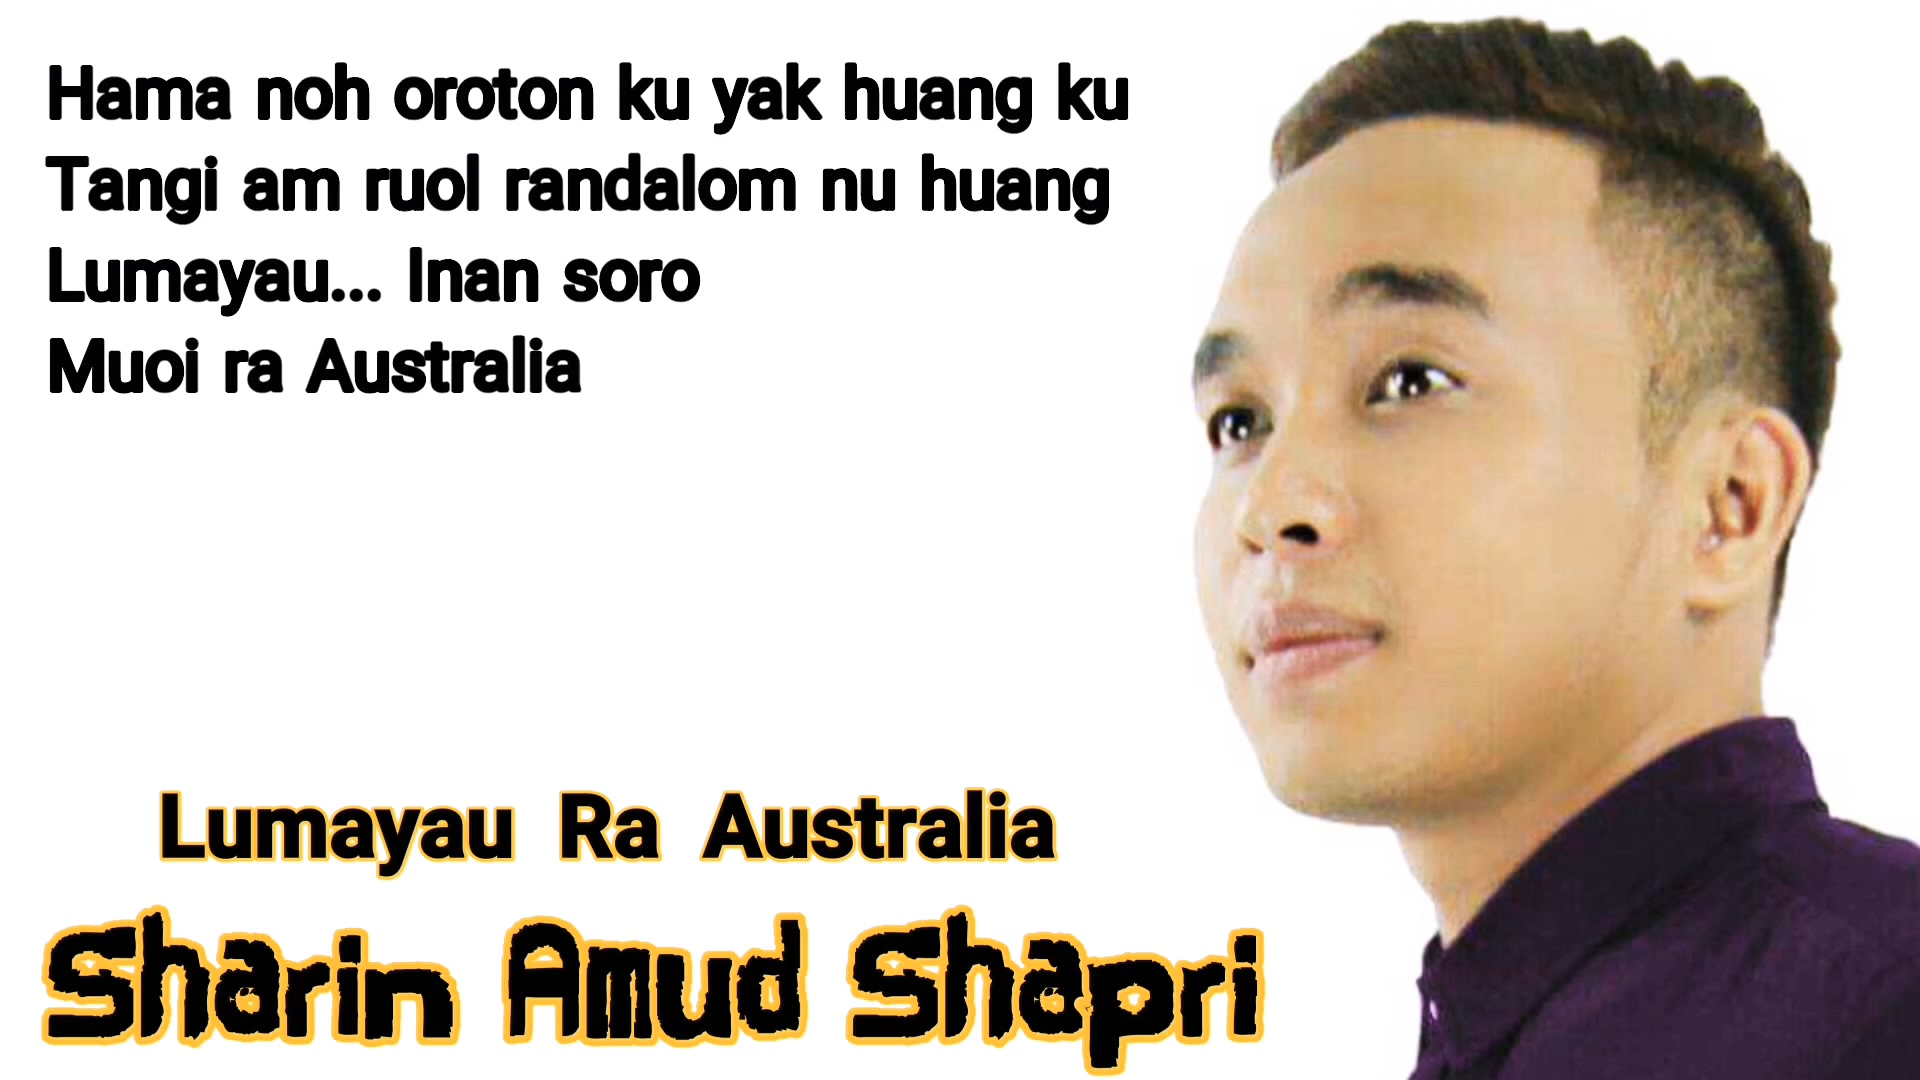 Hama noh oroton ku yak huang ku
Tangi am ruol randalom nu huang
Lumayau... Inan soro
Muoi ra Australia
Lumayau Ra Australia
Sharin Amud Shapri